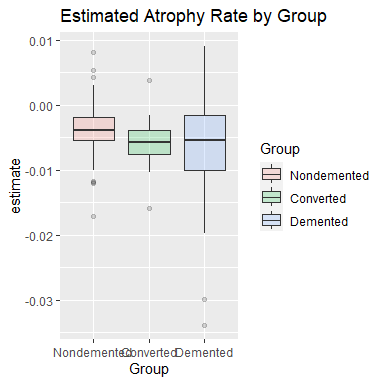 Estimated Atrophy Rate by Group
0.01
0.00
-0.01
-0.02
-0.03
estimate
Nondemented Converted Demented
Group
Group
Nondemented
Converted
Demented